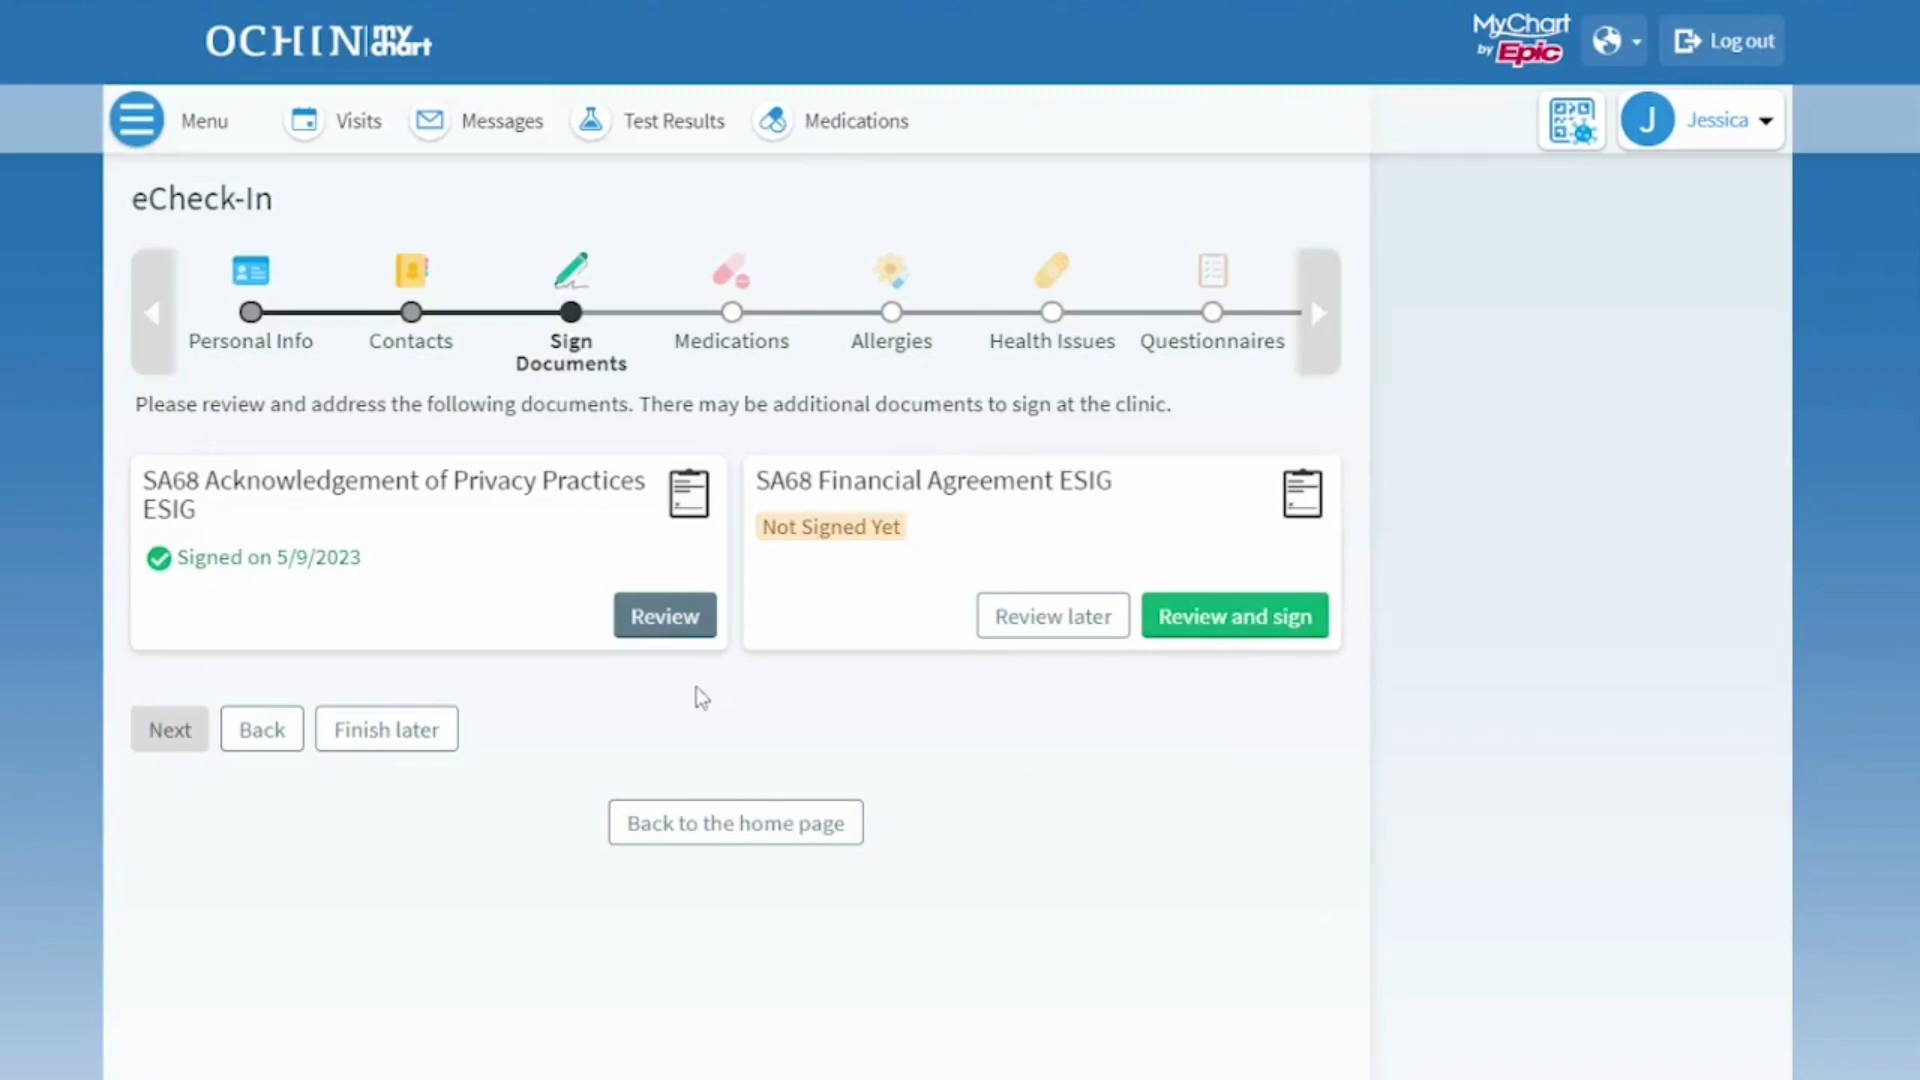 OCHIN my chart
MyChart by Epic
Log out
Menu
Visits
Messages
Test Results
Medications
J
Jessica
eCheck-In
Personal Info
Contacts
Sign
Documents
Medications
Allergies
Health Issues
Questionnaires
Please review and address the following documents. There may be additional documents to sign at the clinic.
SA68 Acknowledgement of Privacy Practices
ESIG
Signed on 5/9/2023
Review
SA68 Financial Agreement ESIG
Not Signed Yet
Review later
Review and sign
Next
Back
Finish later
Back to the home page